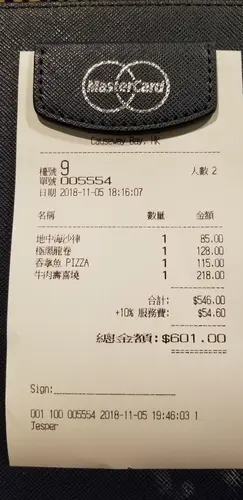 MasterCard
Causeway Bay, HK
檯號 9 人數 2
單號 005554
日期 2018-11-05 18:16:07
名稱 數量 金額
地中海沙律 1 85.00
極黑龍卷 1 128.00
吞拿魚 PIZZA 1 115.00
牛肉壽喜燒 1 218.00
合計: $546.00
+10% 服務費: $54.60
總金額:$601.00
Sign:
001 100 005554 2018-11-05 19:46:03 1
Jesper